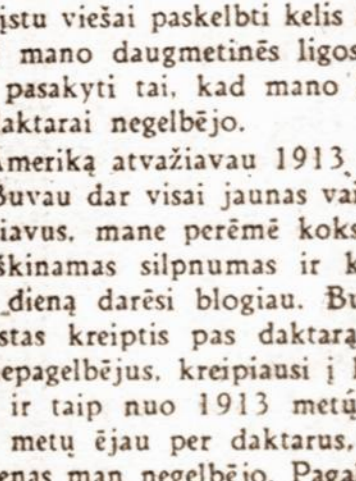 įstu viešai paskelbti kelis
mano daugmetinės ligos
pasakyti tai, kad mano
aktarai negelbėjo.
Ameriką atvažiavau 1913
Buvau dar visai jaunas vai
iavus, mane perėmė koks
škinamas silpnumas ir k
dieną darėsi blogiau. Bu
stas kreiptis pas daktarą
epagelbėjus, kreipiausi į
ir taip nuo 1913 metų
metų ėjau per daktarus,
enas man negelbėjo. Paga